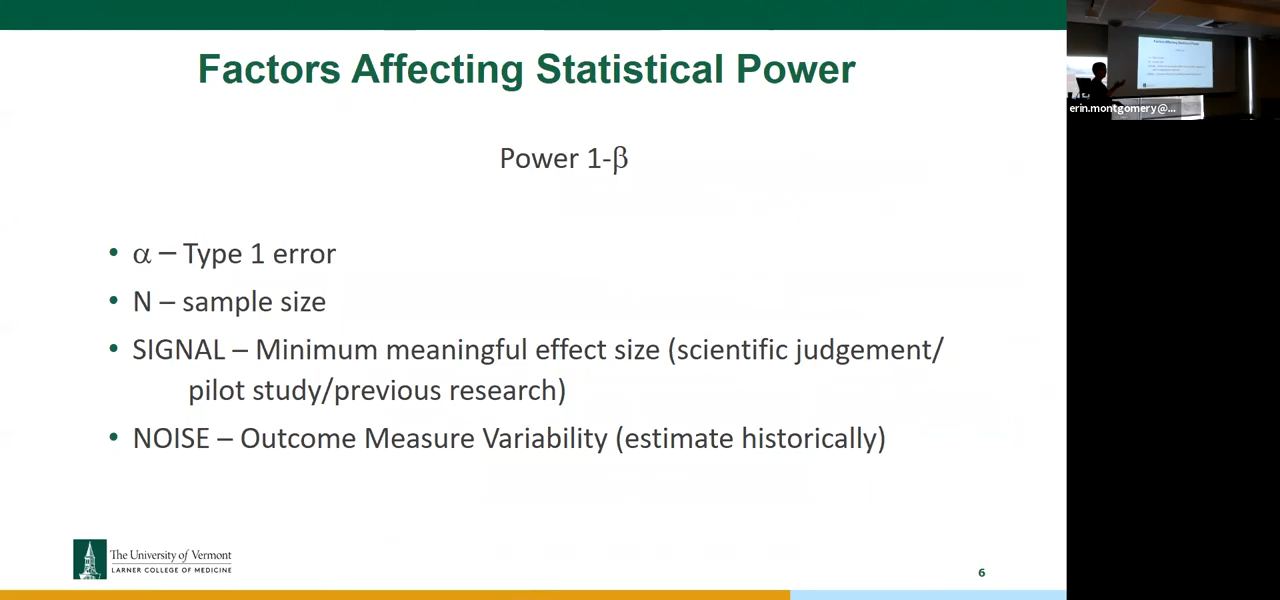 Factors Affecting Statistical Power
Power 1-β
• α – Type 1 error
• N – sample size
• SIGNAL – Minimum meaningful effect size (scientific judgement/
pilot study/previous research)
• NOISE – Outcome Measure Variability (estimate historically)
The University of Vermont
LARNER COLLEGE OF MEDICINE
6
erin.montgomery@...